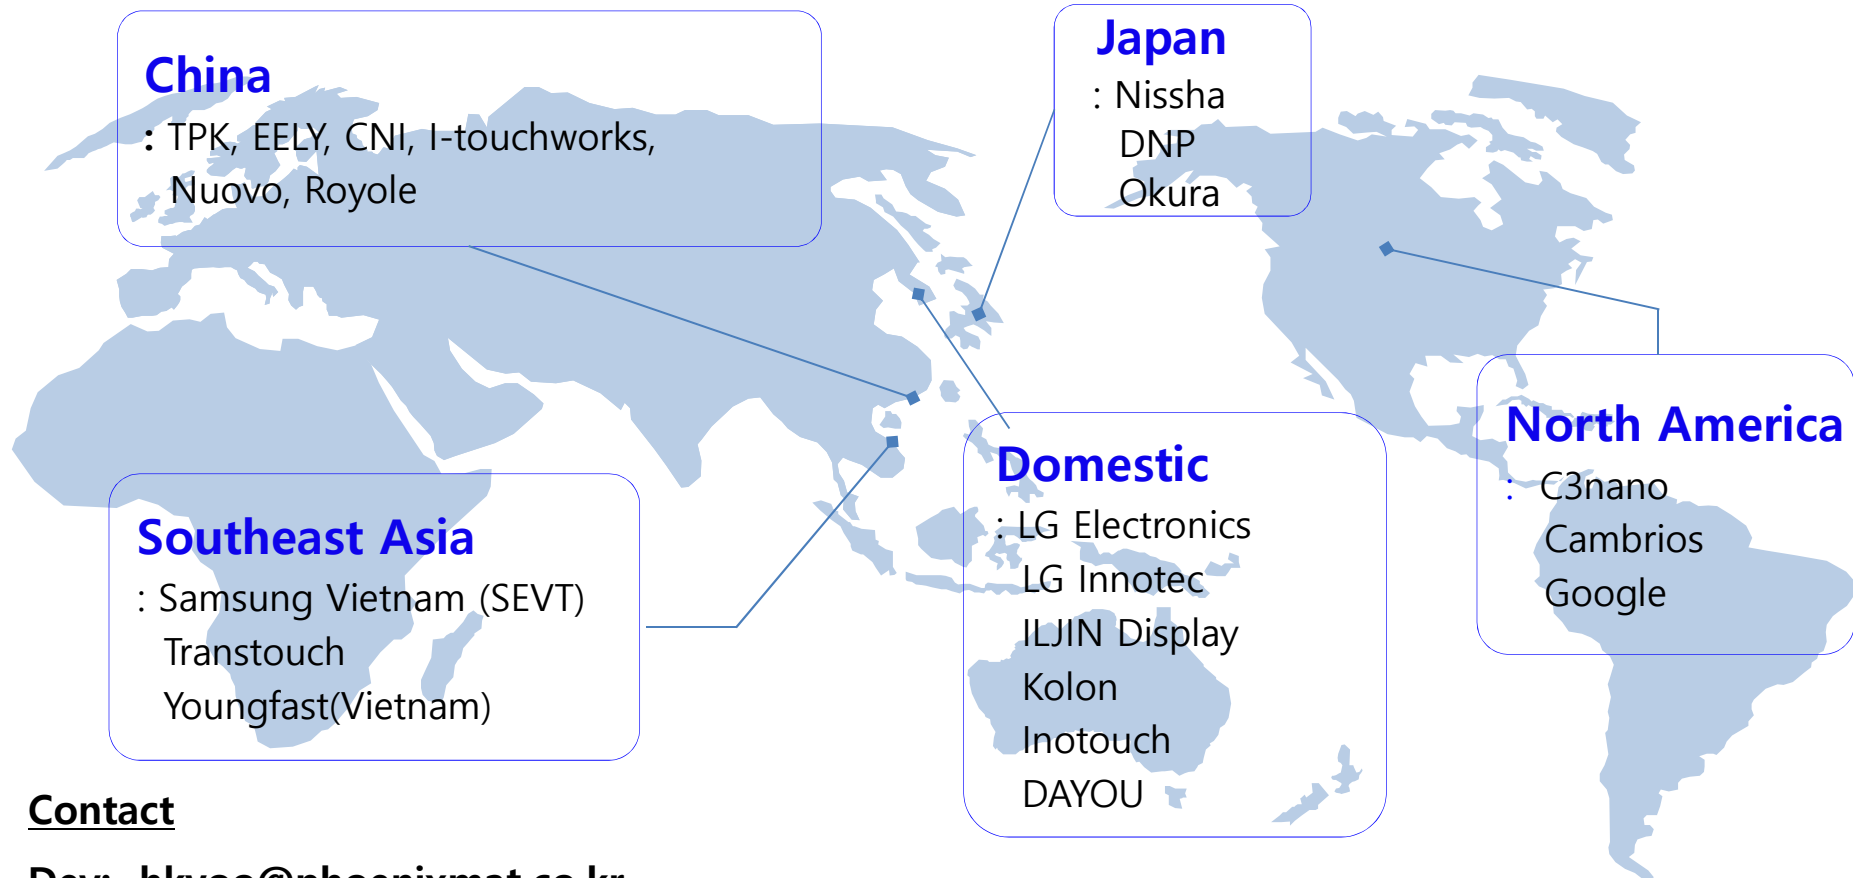 China
: TPK, EELY, CNI, I-touchworks,
Nuovo, Royole
Japan
: Nissha
DNP
Okura
North America
: C3nano
Cambrios
Google
Domestic
: LG Electronics
LG Innotec
ILJIN Display
Kolon
Inotouch
DAYOU
Southeast Asia
: Samsung Vietnam (SEVT)
Transtouch
Youngfast(Vietnam)
Contact